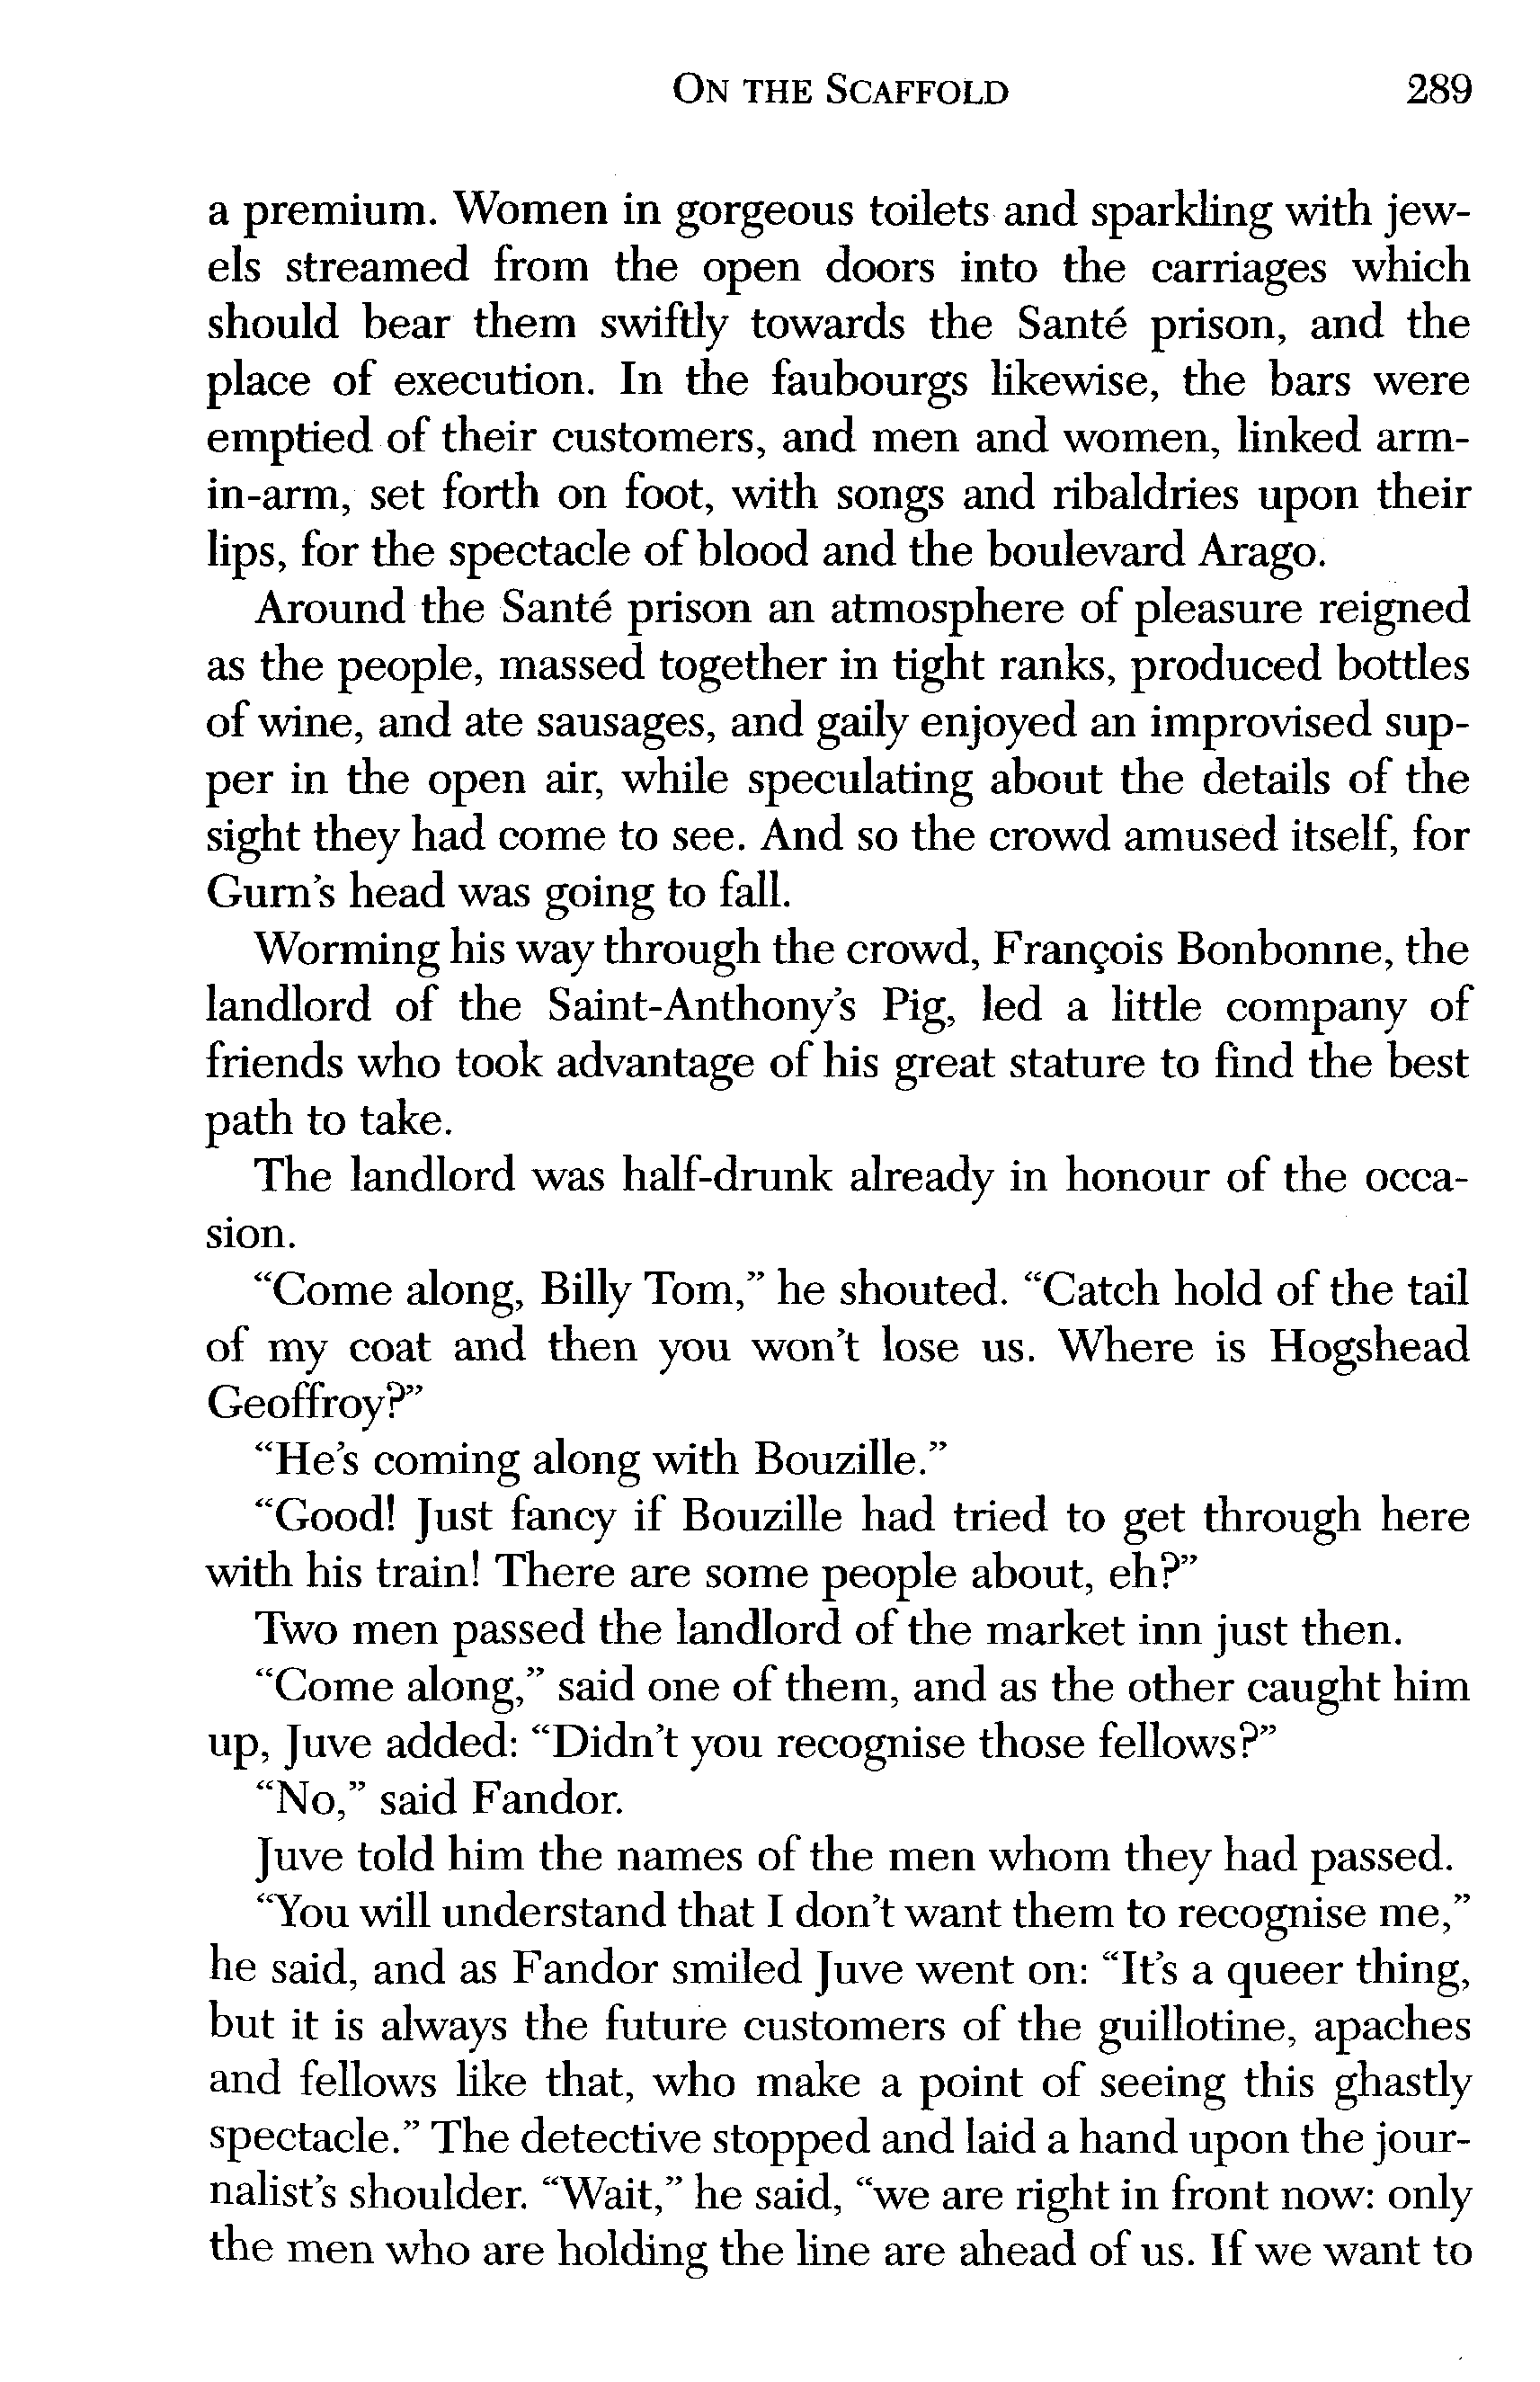 ON THE SCAFFOLD 289
a premium. Women in gorgeous toilets and sparkling with jew-
els streamed from the open doors into the carriages which
should bear them swiftly towards the Santé prison, and the
place of execution. In the faubourgs likewise, the bars were
emptied of their customers, and men and women, linked arm-
in-arm, set forth on foot, with songs and ribaldries upon their
lips, for the spectacle of blood and the boulevard Arago.
Around the Santé prison an atmosphere of pleasure reigned
as the people, massed together in tight ranks, produced bottles
of wine, and ate sausages, and gaily enjoyed an improvised sup-
per in the open air, while speculating about the details of the
sight they had come to see. And so the crowd amused itself, for
Gurn's head was going to fall.
Worming his way through the crowd, François Bonbonne, the
landlord of the Saint-Anthony's Pig, led a little company of
friends who took advantage of his great stature to find the best
path to take.
The landlord was half-drunk already in honour of the occa-
sion.
“Come along, Billy Tom,” he shouted. “Catch hold of the tail
of my coat and then you won't lose us. Where is Hogshead
Geoffroy?”
“He's coming along with Bouzille.”
“Good! Just fancy if Bouzille had tried to get through here
with his train! There are some people about, eh?”
Two men passed the landlord of the market inn just then.
“Come along,” said one of them, and as the other caught him
up, Juve added: “Didn't you recognise those fellows?”
“No,” said Fandor.
Juve told him the names of the men whom they had passed.
“You will understand that I don't want them to recognise me,”
he said, and as Fandor smiled Juve went on: “It's a queer thing,
but it is always the future customers of the guillotine, apaches
and fellows like that, who make a point of seeing this ghastly
spectacle.” The detective stopped and laid a hand upon the jour-
nalist's shoulder. “Wait,” he said, “we are right in front now: only
the men who are holding the line are ahead of us. If we want to